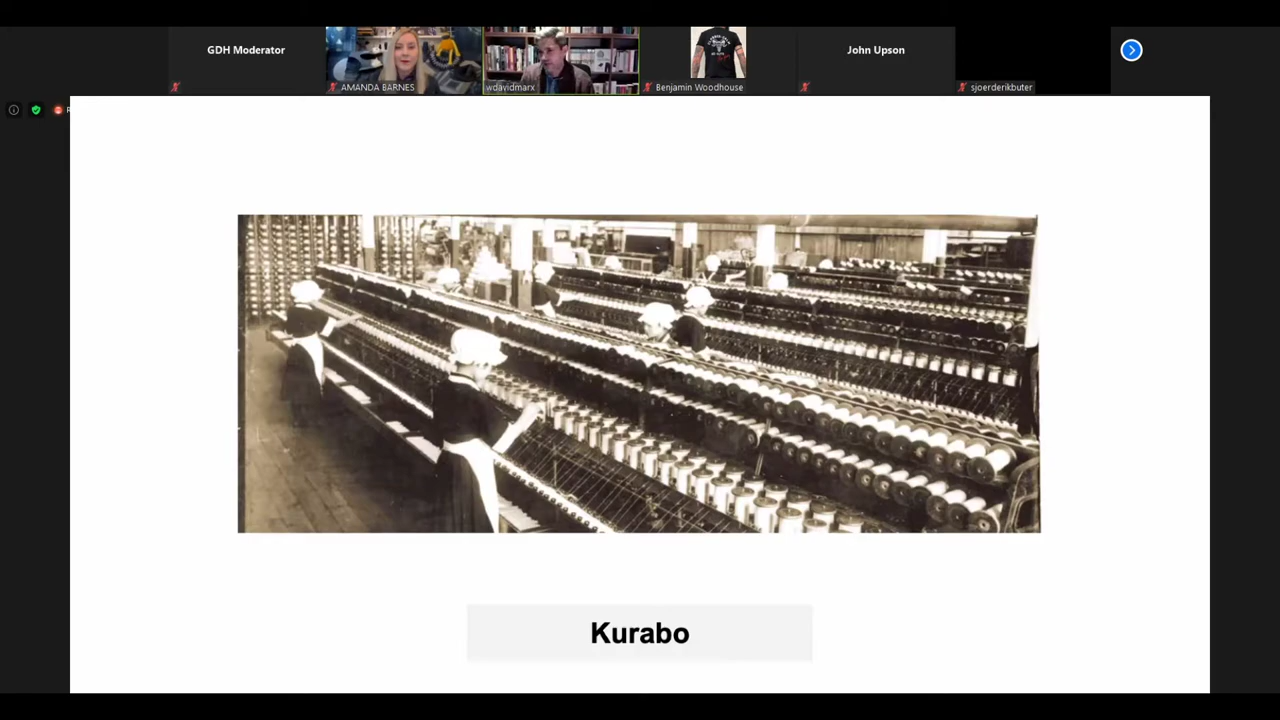 GDH Moderator
John Upson
AMANDA BARNES
wdavidmarx
Benjamin Woodhouse
sjoerderikbuter
Kurabo